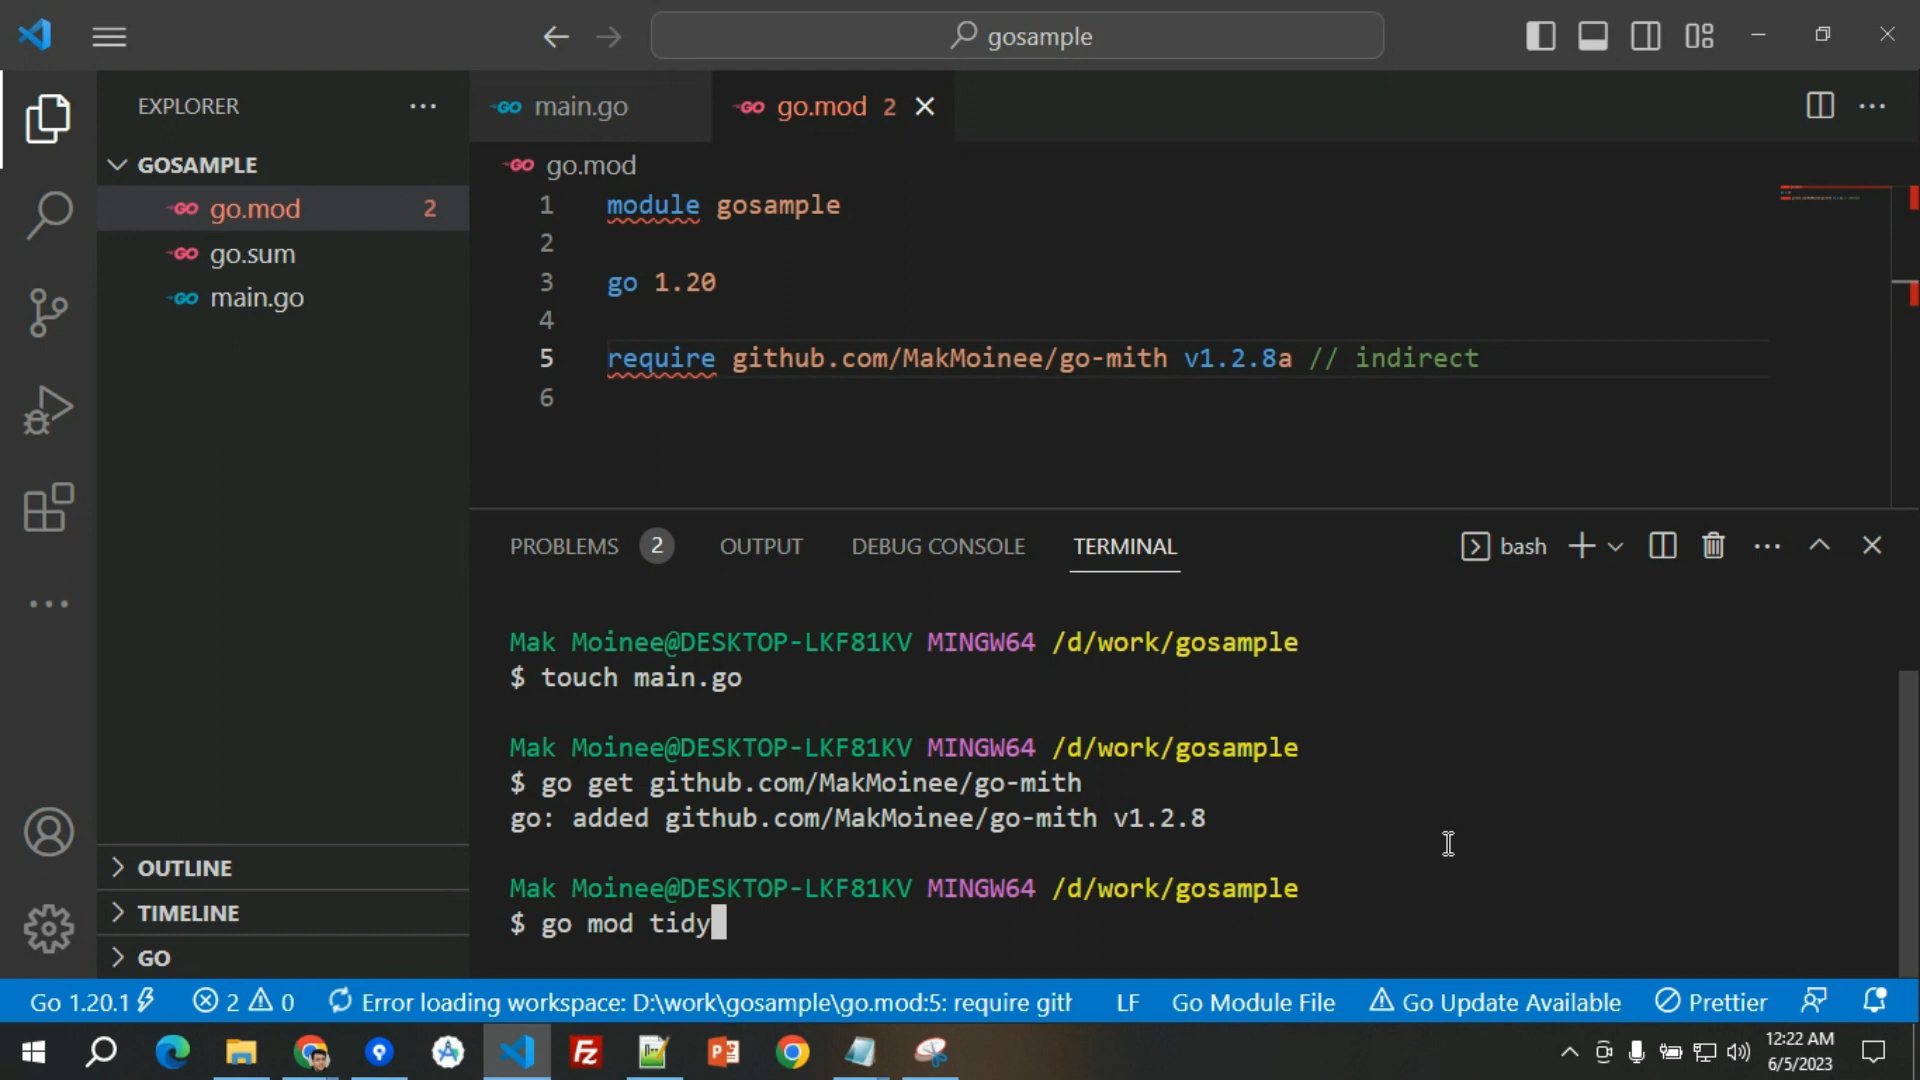 gosample
EXPLORER
GOSAMPLE
go.mod 2
go.sum
main.go
OUTLINE
TIMELINE
GO
main.go
go.mod 2
go.mod
1 module gosample
2
3 go 1.20
4
5 require github.com/MakMoinee/go-mith v1.2.8a // indirect
6
PROBLEMS 2 OUTPUT DEBUG CONSOLE TERMINAL
bash
Mak Moinee@DESKTOP-LKF81KV MINGW64 /d/work/gosample
$ touch main.go
Mak Moinee@DESKTOP-LKF81KV MINGW64 /d/work/gosample
$ go get github.com/MakMoinee/go-mith
go: added github.com/MakMoinee/go-mith v1.2.8
Mak Moinee@DESKTOP-LKF81KV MINGW64 /d/work/gosample
$ go mod tidy
Go 1.20.1 2 0 Error loading workspace: D:\work\gosample\go.mod:5: require gith LF Go Module File Go Update Available Prettier
12:22 AM
6/5/2023